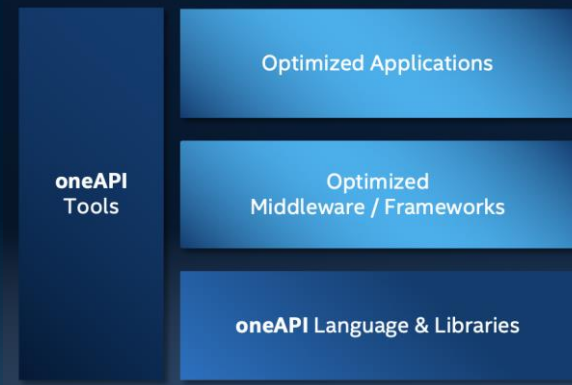 oneAPI
Tools
Optimized Applications
Optimized
Middleware / Frameworks
oneAPI Language & Libraries